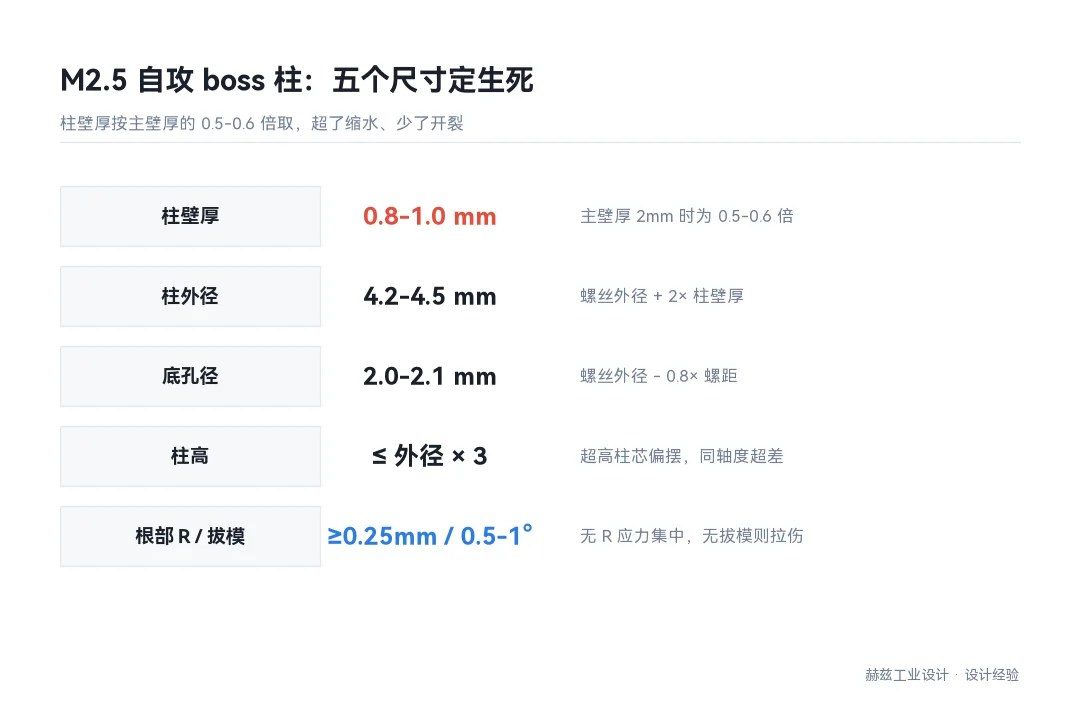 M2.5 自攻 boss 柱：五个尺寸定生死
柱壁厚按主壁厚的 0.5-0.6 倍取，超了缩水、少了开裂
柱壁厚 0.8-1.0 mm 主壁厚 2mm 时为 0.5-0.6 倍
柱外径 4.2-4.5 mm 螺丝外径 + 2× 柱壁厚
底孔径 2.0-2.1 mm 螺丝外径 - 0.8× 螺距
柱高 ≤ 外径 × 3 超高柱芯偏摆，同轴度超差
根部 R / 拔模 ≥0.25mm / 0.5-1° 无 R 应力集中，无拔模则拉伤
赫兹工业设计 · 设计经验